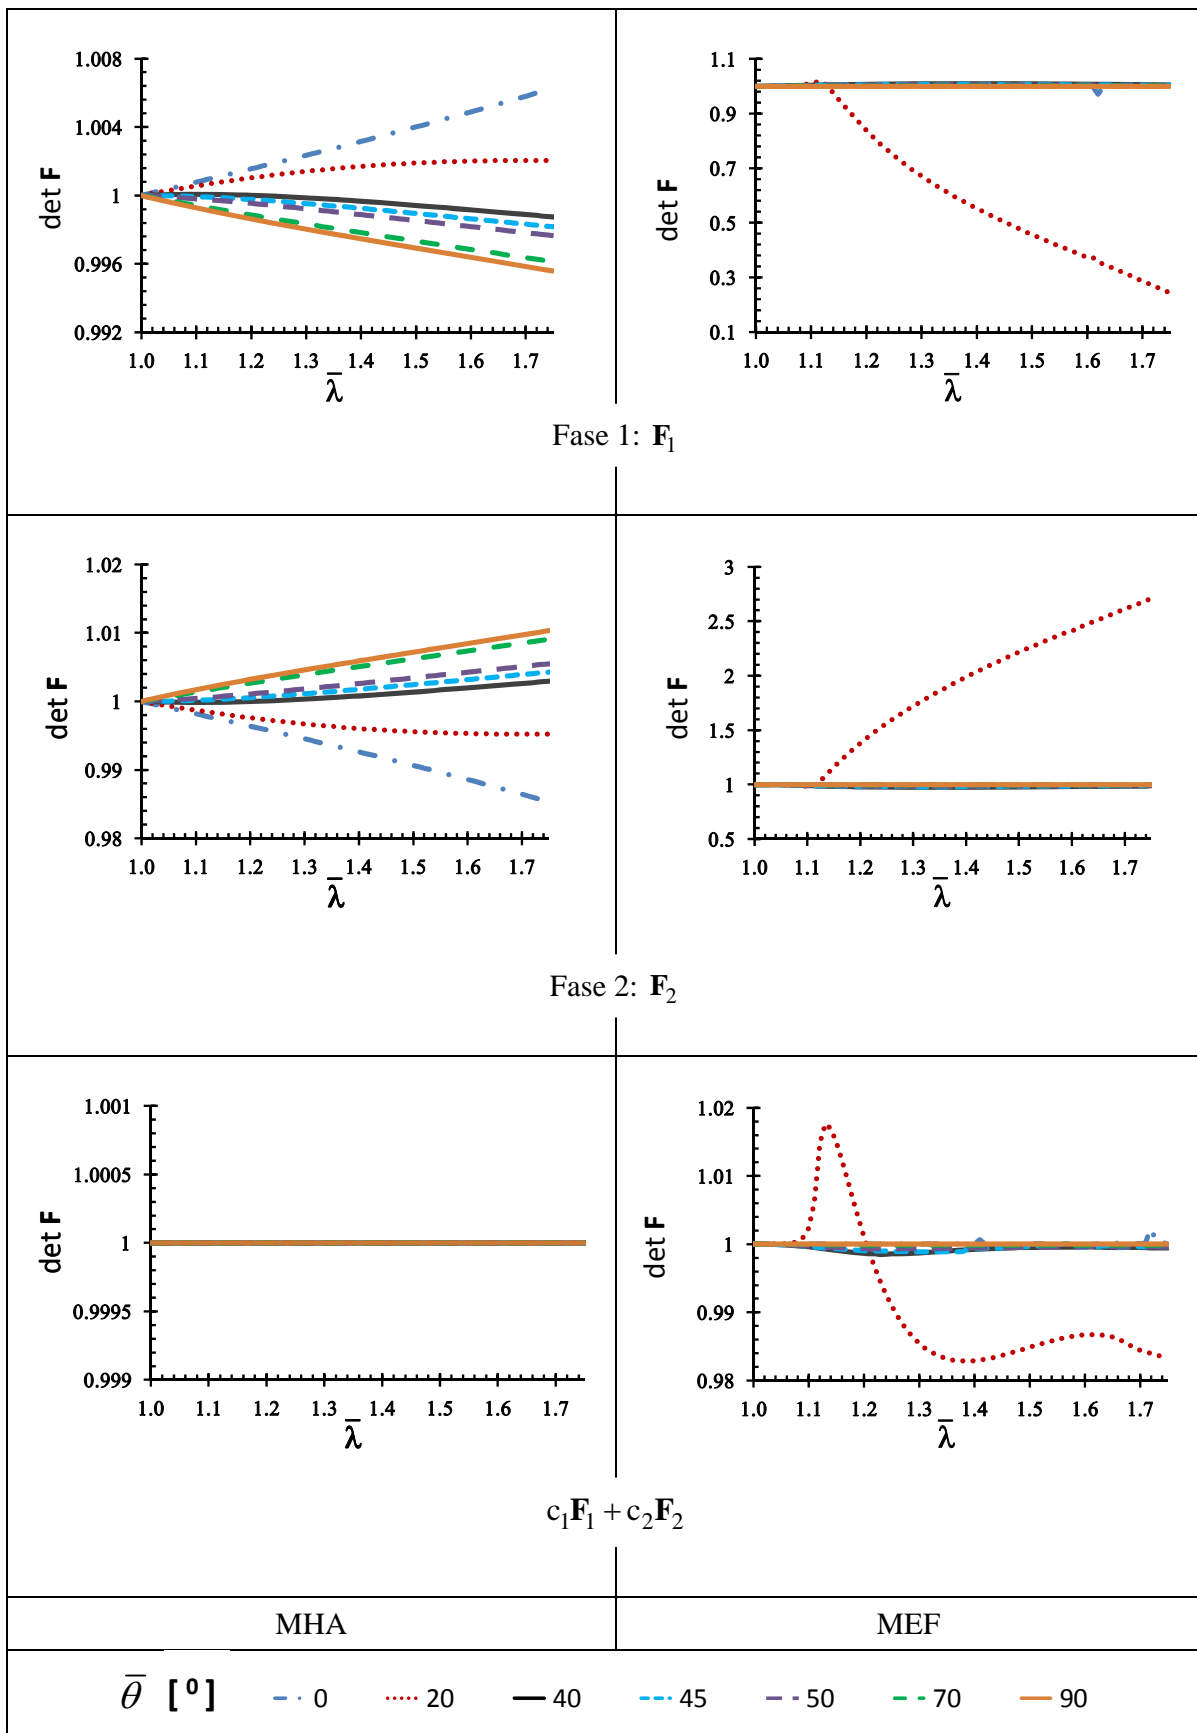 1.008
1.004
1
0.996
0.992
det F
1.0 1.1 1.2 1.3 1.4 1.5 1.6 1.7
λ̄
1.1
0.9
0.7
0.5
0.3
0.1
det F
1.0 1.1 1.2 1.3 1.4 1.5 1.6 1.7
λ̄
Fase 1: F₁
1.02
1.01
1
0.99
0.98
det F
1.0 1.1 1.2 1.3 1.4 1.5 1.6 1.7
λ̄
3
2.5
2
1.5
1
0.5
det F
1.0 1.1 1.2 1.3 1.4 1.5 1.6 1.7
λ̄
Fase 2: F₂
1.001
1.0005
1
0.9995
0.999
det F
1.0 1.1 1.2 1.3 1.4 1.5 1.6 1.7
λ̄
1.02
1.01
1
0.99
0.98
det F
1.0 1.1 1.2 1.3 1.4 1.5 1.6 1.7
λ̄
c₁F₁ + c₂F₂
MHA MEF
θ̄ [⁰] 0 20 40 45 50 70 90